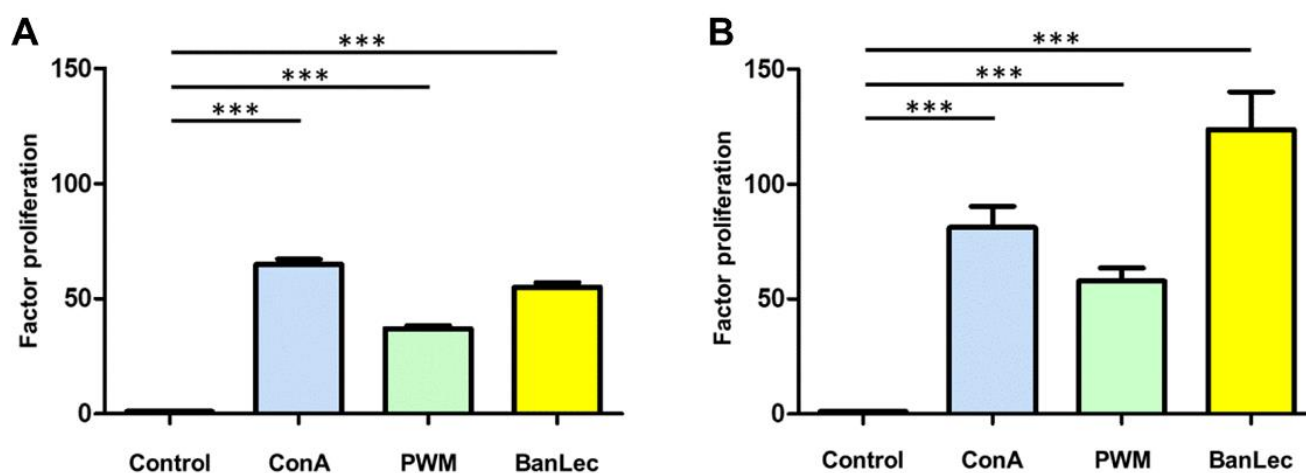 A
***
***
***
150
100
50
0
Factor proliferation
Control ConA PWM BanLec
B
***
***
***
150
100
50
0
Factor proliferation
Control ConA PWM BanLec